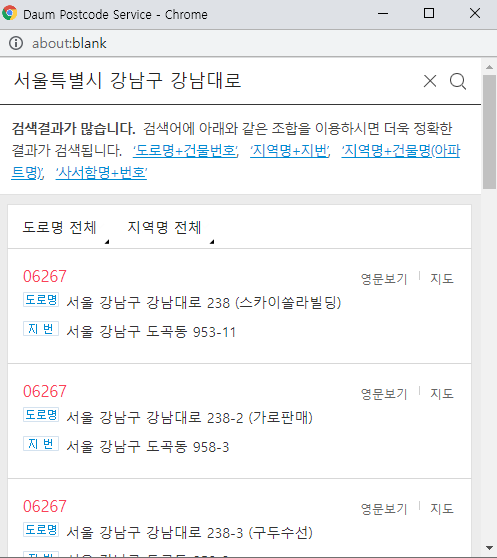 Daum Postcode Service - Chrome
about:blank
서울특별시 강남구 강남대로
검색결과가 많습니다. 검색어에 아래와 같은 조합을 이용하시면 더욱 정확한
결과가 검색됩니다. '도로명+건물번호', '지역명+지번', '지역명+건물명(아파
트명)', '사서함명+번호'
도로명 전체 지역명 전체
06267 영문보기 지도
도로명 서울 강남구 강남대로 238 (스카이쏠라빌딩)
지 번 서울 강남구 도곡동 953-11
06267 영문보기 지도
도로명 서울 강남구 강남대로 238-2 (가로판매)
지 번 서울 강남구 도곡동 958-3
06267 영문보기 지도
도로명 서울 강남구 강남대로 238-3 (구두수선)